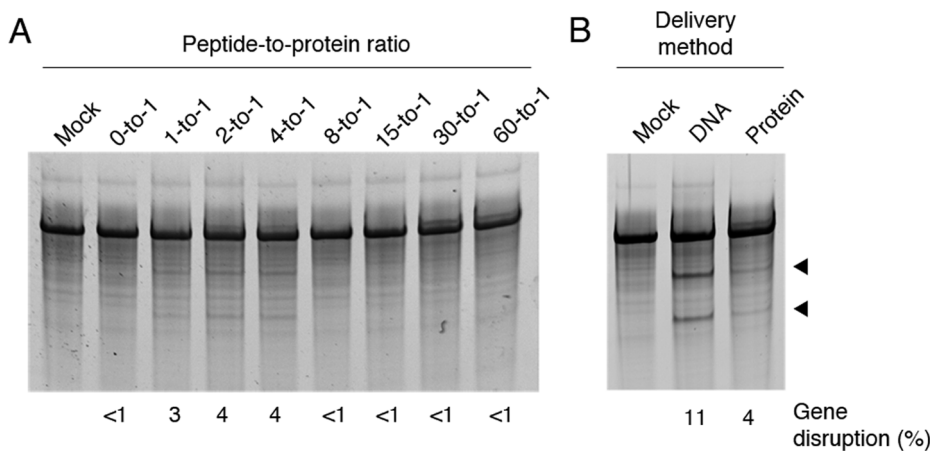 A
Peptide-to-protein ratio
Mock 0-to-1 1-to-1 2-to-1 4-to-1 8-to-1 15-to-1 30-to-1 60-to-1
<1 3 4 4 <1 <1 <1 <1
B
Delivery
method
Mock DNA Protein
11 4 Gene
disruption (%)